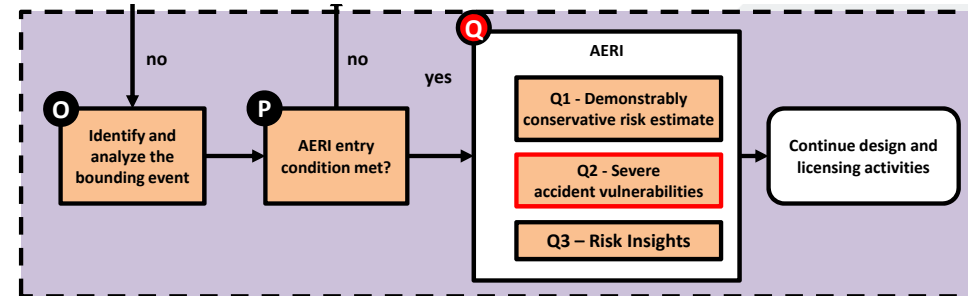 no
no
yes
O
Identify and
analyze the
bounding event
P
AERI entry
condition met?
Q
AERI
Q1 - Demonstrably
conservative risk estimate
Q2 - Severe
accident vulnerabilities
Q3 – Risk Insights
Continue design and
licensing activities